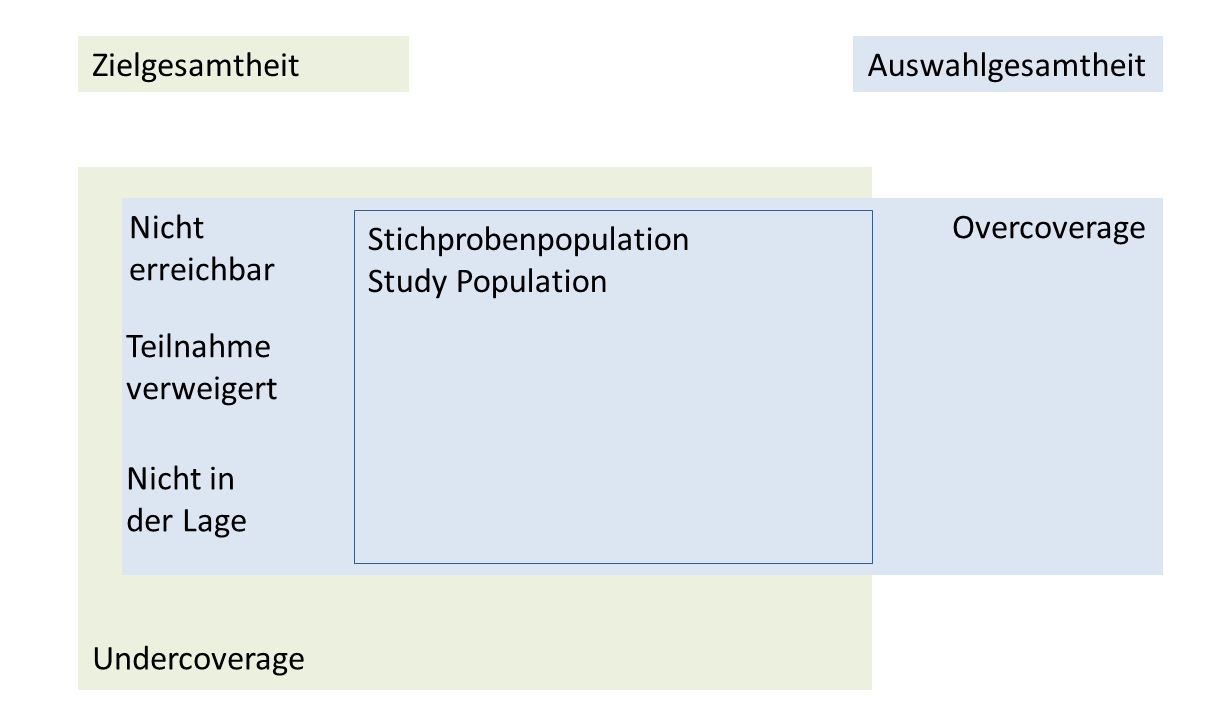 Zielgesamtheit
Auswahlgesamtheit
Nicht
erreichbar
Teilnahme
verweigert
Nicht in
der Lage
Stichprobenpopulation
Study Population
Overcoverage
Undercoverage